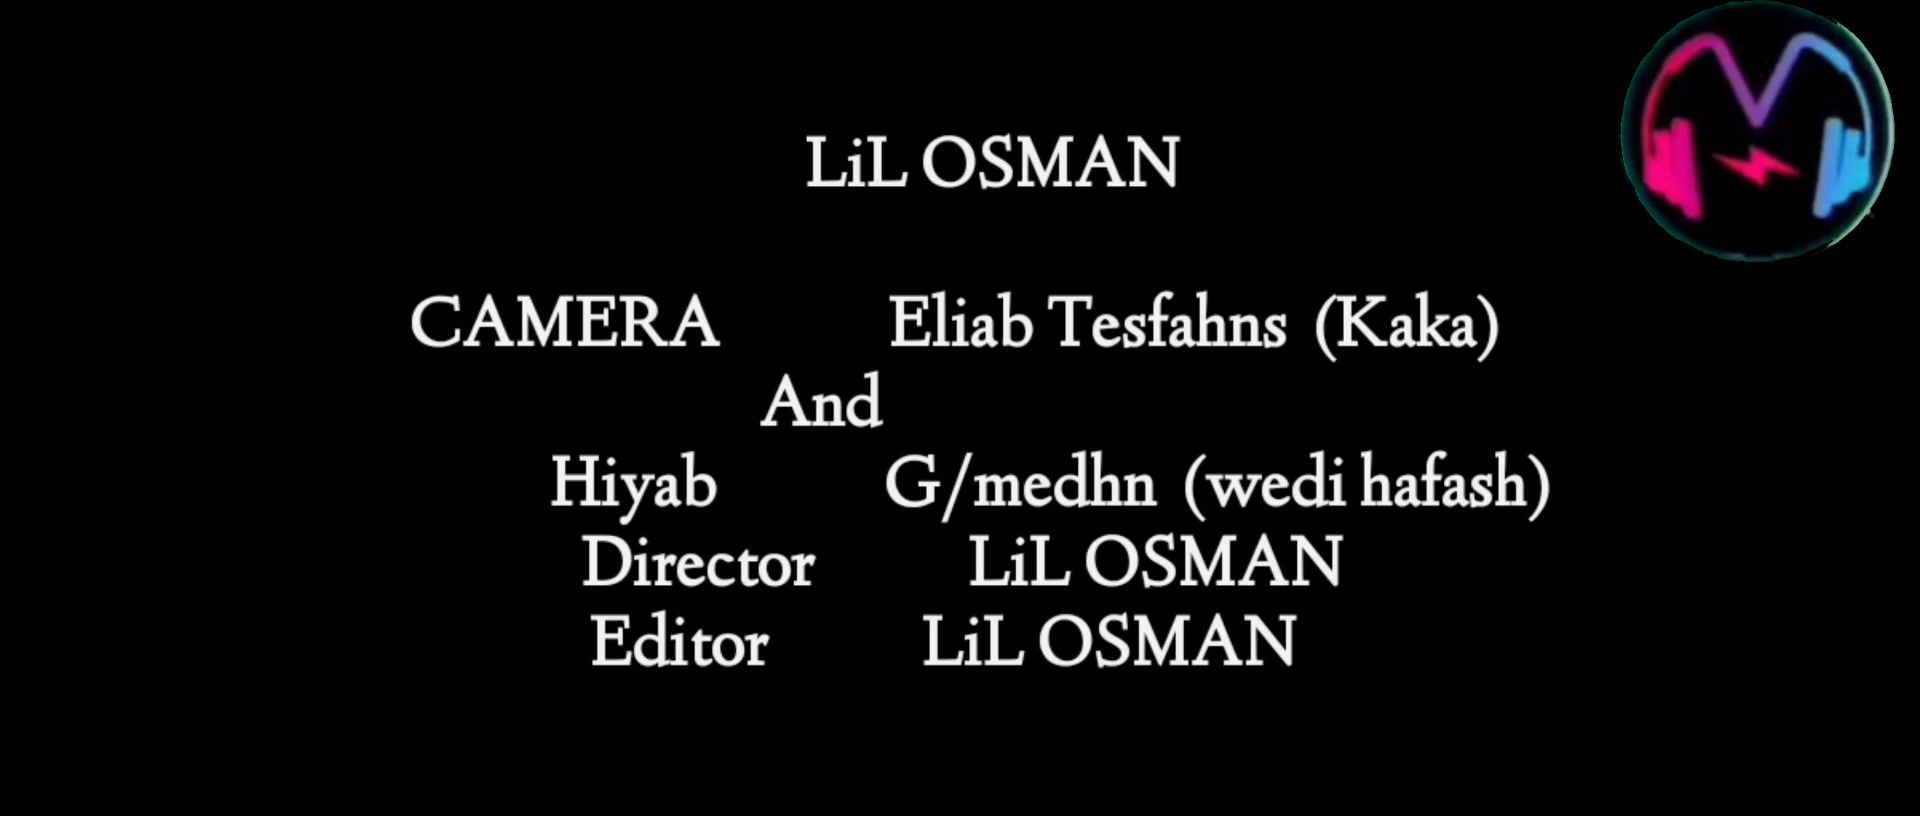 LiL OSMAN
CAMERA Eliab Tesfahns (Kaka)
And
Hiyab G/medhn (wedi hafash)
Director LiL OSMAN
Editor LiL OSMAN